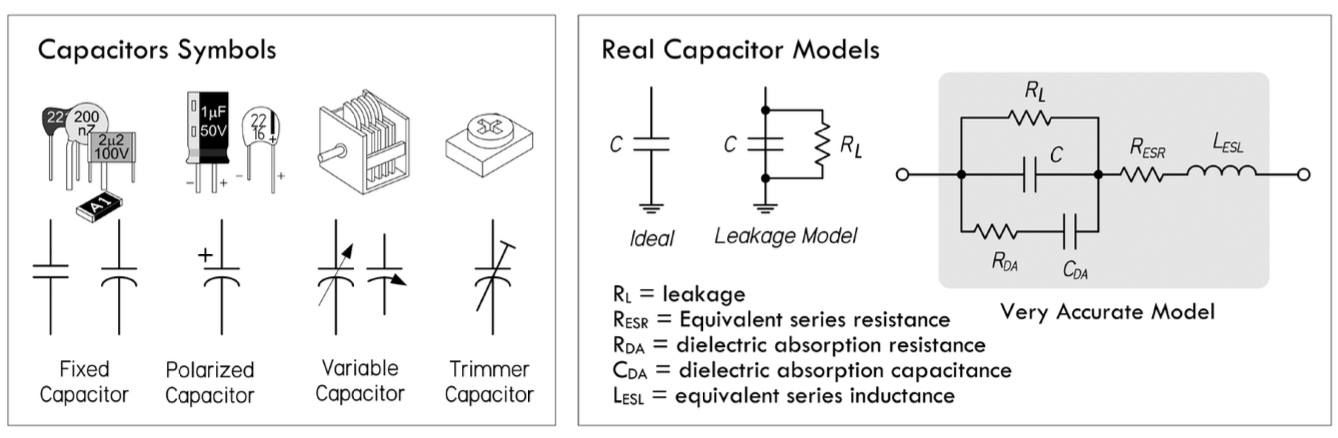 Capacitors Symbols
22
200
nZ
2µ2
100V
A1
1µF
50V
22
16 +
- +
- +
+
Fixed
Capacitor
Polarized
Capacitor
Variable
Capacitor
Trimmer
Capacitor
Real Capacitor Models
C
Ideal
C
RL
Leakage Model
RL
C
RESR
LESL
RDA
CDA
Very Accurate Model
RL = leakage
RESR = Equivalent series resistance
RDA = dielectric absorption resistance
CDA = dielectric absorption capacitance
LESL = equivalent series inductance